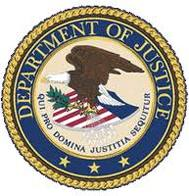 DEPARTMENT OF JUSTICE
QUI PRO DOMINA JUSTITIA SEQUITUR